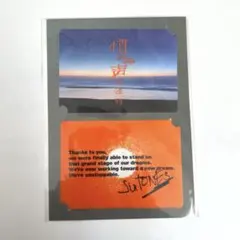 Thanks to you,
we were finally able to stand on
that grand stage of our dreams.
We're now working toward a new dream.
We're unstoppable.
SixTONES